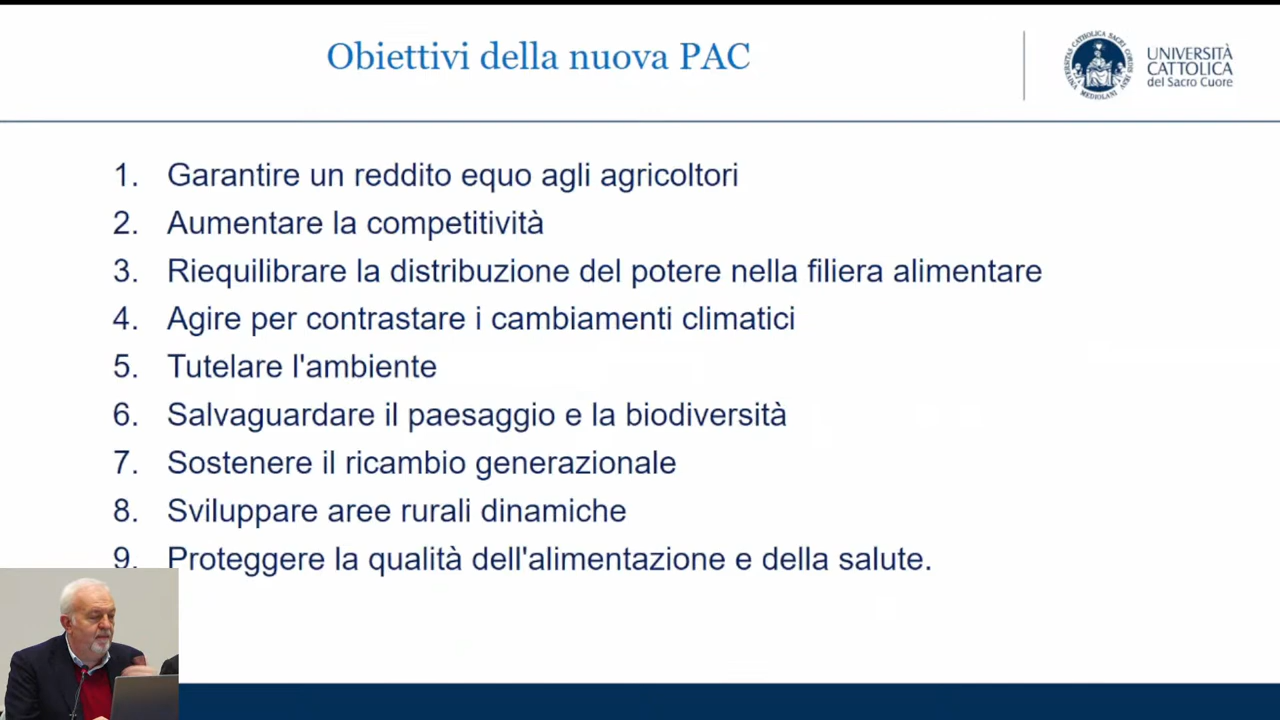 Obiettivi della nuova PAC
UNIVERSITÀ
CATTOLICA
del Sacro Cuore
1. Garantire un reddito equo agli agricoltori
2. Aumentare la competitività
3. Riequilibrare la distribuzione del potere nella filiera alimentare
4. Agire per contrastare i cambiamenti climatici
5. Tutelare l'ambiente
6. Salvaguardare il paesaggio e la biodiversità
7. Sostenere il ricambio generazionale
8. Sviluppare aree rurali dinamiche
9. Proteggere la qualità dell'alimentazione e della salute.